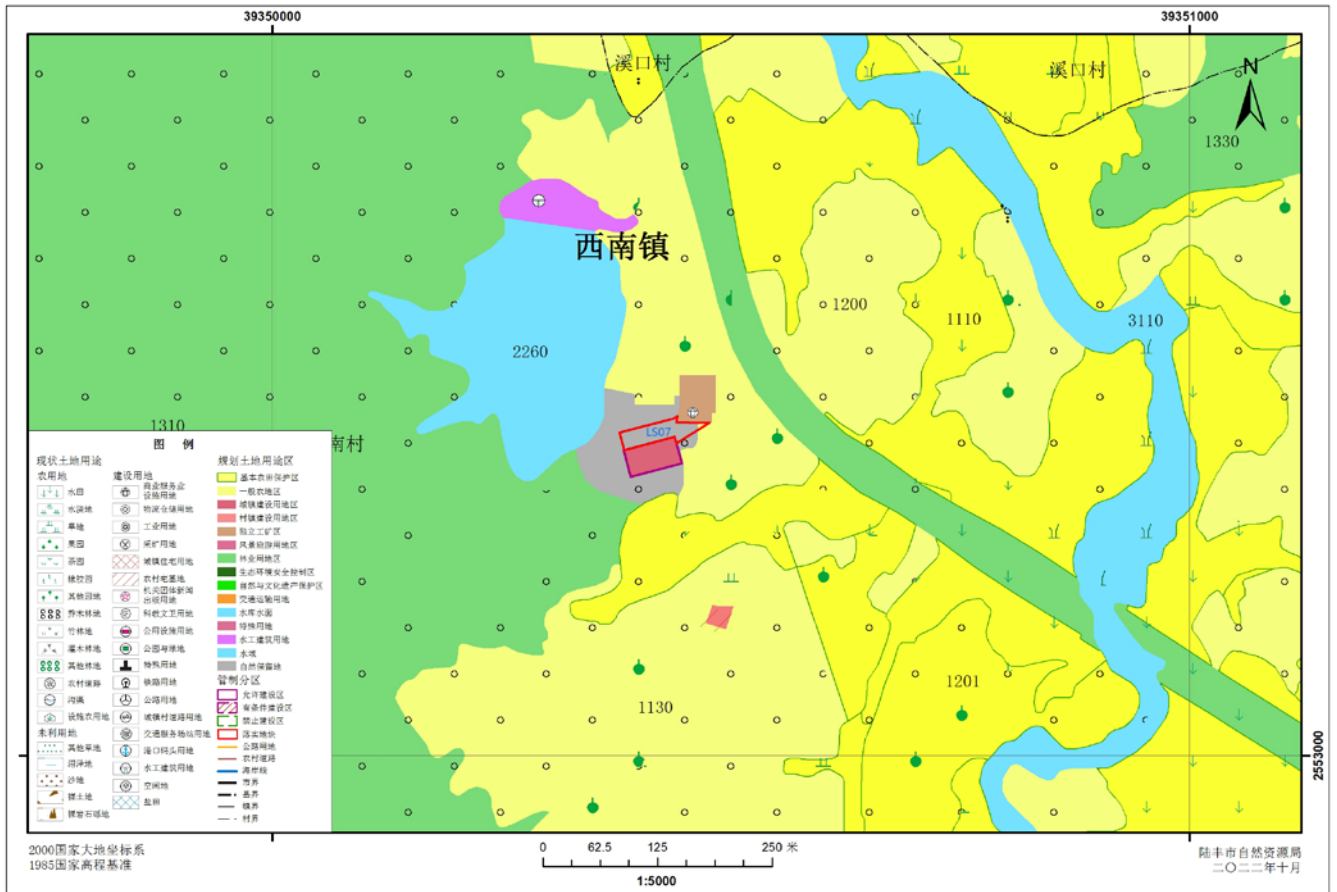 39350000
39351000
溪口村
溪口村
N
1330
西南镇
1200
1110
3110
2260
LS07
1310
南村
1201
1130
2553000
图 例
现状土地用途
农用地
水田
水浇地
旱地
果园
茶园
橡胶园
其他园地
乔木林地
竹林地
灌木林地
其他林地
农村道路
沟渠
设施农用地
未利用地
其他草地
沼泽地
沙地
裸土地
裸岩石砾地
建设用地
商业服务业
设施用地
物流仓储用地
工业用地
采矿用地
城镇住宅用地
农村宅基地
机关团体新闻
出版用地
科教文卫用地
公用设施用地
公园与绿地
特殊用地
铁路用地
公路用地
城镇村道路用地
交通服务场站用地
港口码头用地
水工建筑用地
空闲地
盐田
规划土地用途区
基本农田保护区
一般农地区
城镇建设用地区
村镇建设用地区
独立工矿区
风景旅游用地区
林业用地区
生态环境安全控制区
自然与文化遗产保护区
交通运输用地
水库水面
特殊用地
水工建筑用地
水域
自然保留地
管制分区
允许建设区
有条件建设区
禁止建设区
落实地块
公路用地
农村道路
海岸线
市界
县界
镇界
村界
2000国家大地坐标系
1985国家高程基准
0 62.5 125 250 米
1:5000
陆丰市自然资源局
二〇二二年十月